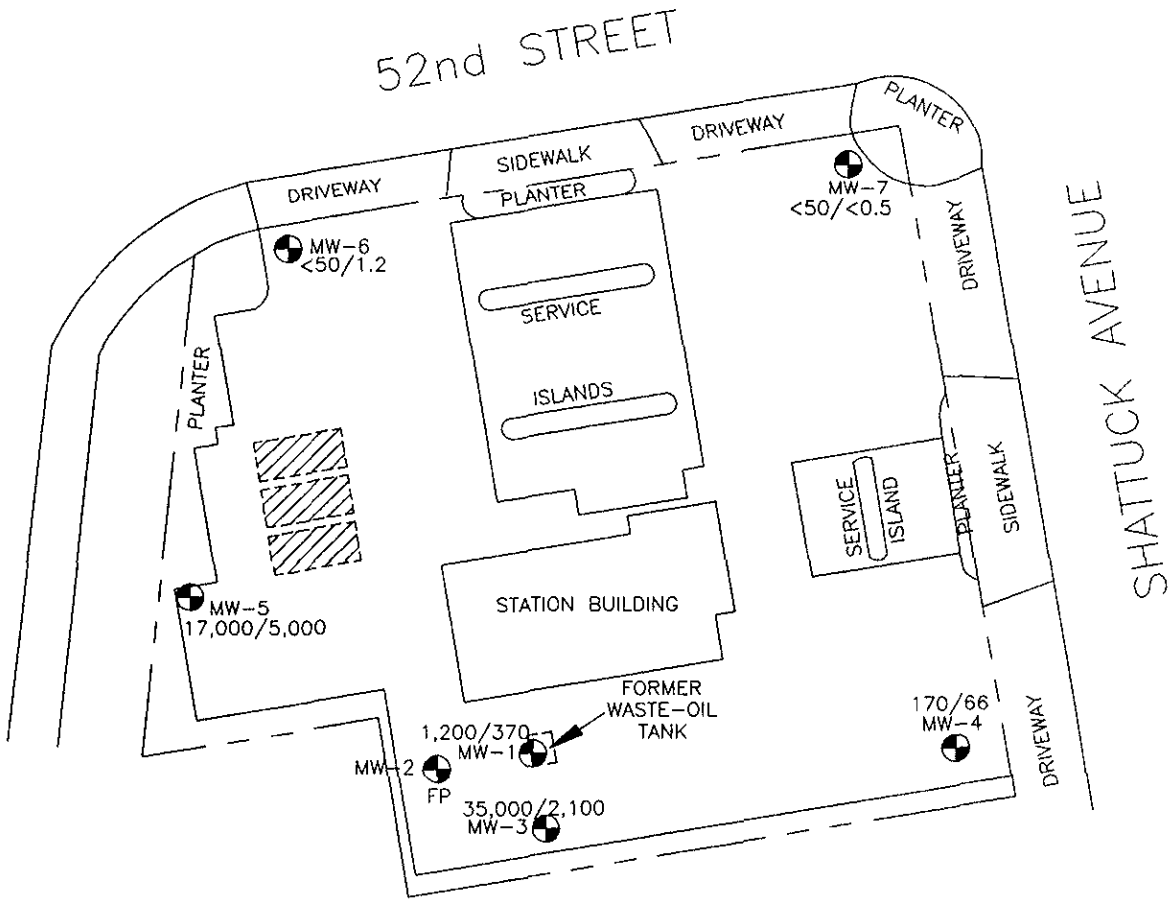 52nd STREET
PLANTER
DRIVEWAY
SIDEWALK
DRIVEWAY
PLANTER
MW-7
<50/<0.5
MW-6
<50/1.2
DRIVEWAY
SHATTUCK AVENUE
SERVICE
ISLANDS
PLANTER
SERVICE
ISLAND
PLANTER
SIDEWALK
STATION BUILDING
MW-5
17,000/5,000
FORMER
WASTE-OIL
TANK
170/66
MW-4
DRIVEWAY
1,200/370
MW-1
MW-2
FP
35,000/2,100
MW-3